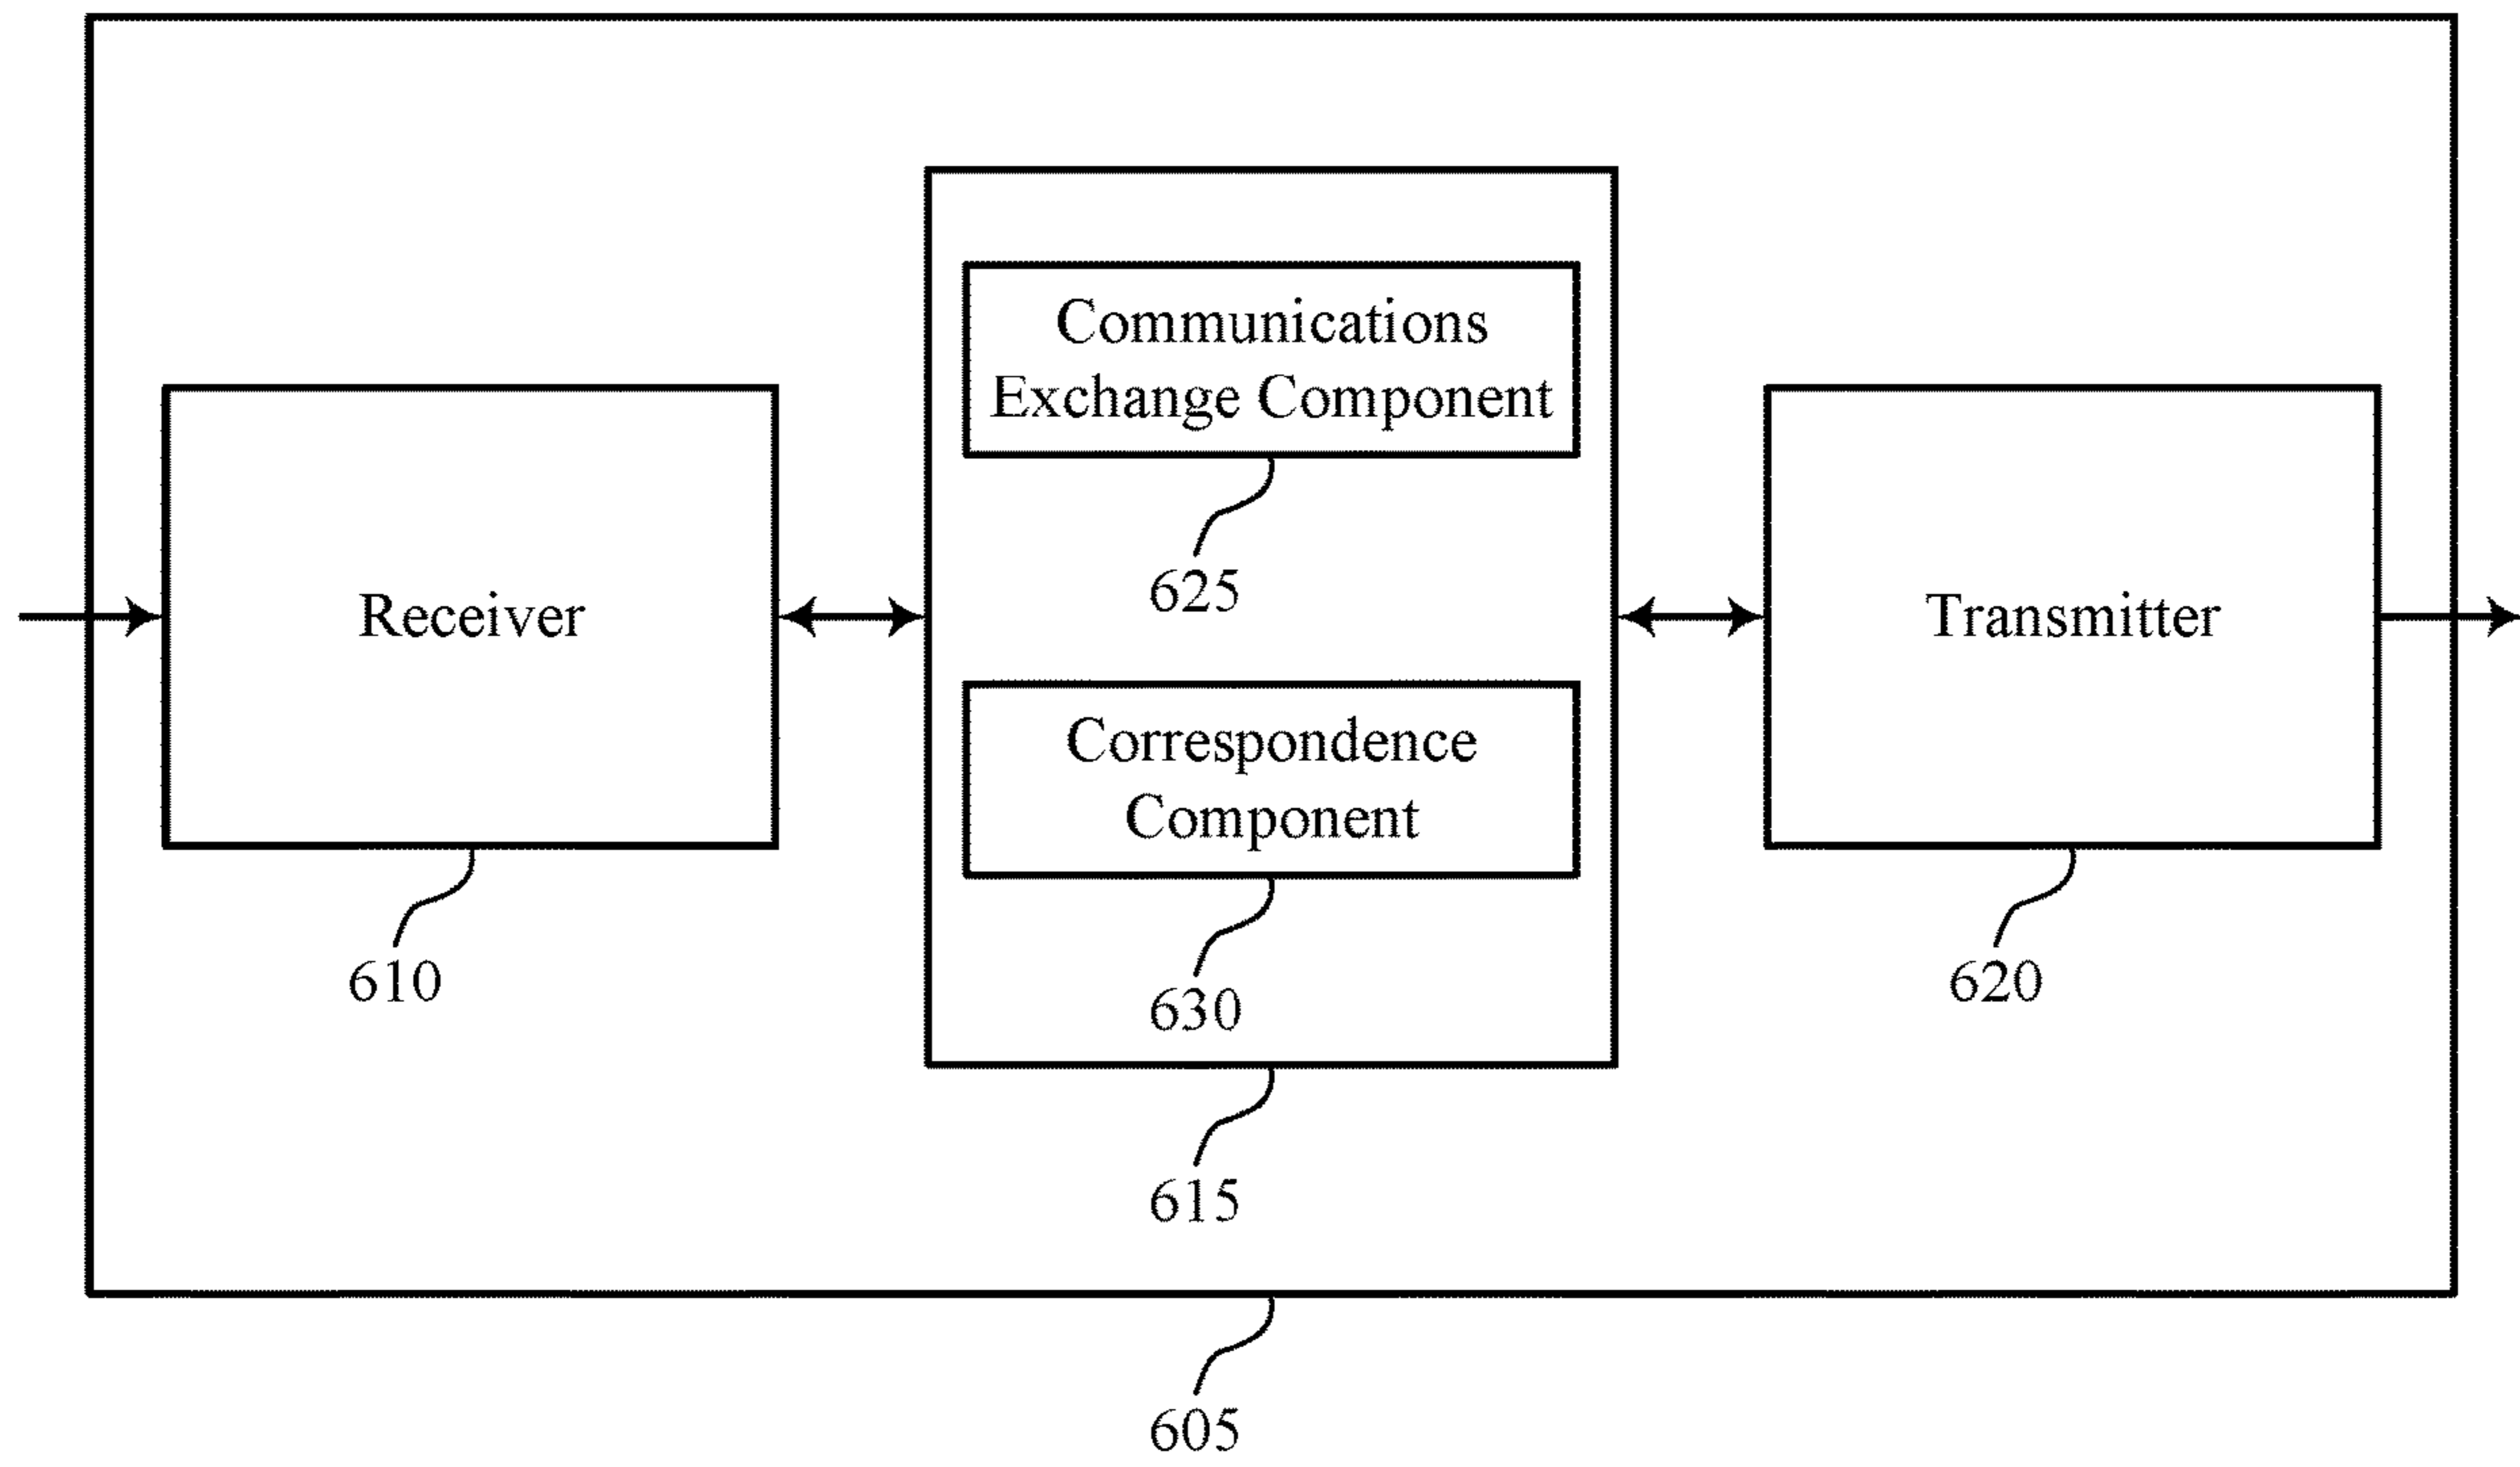 Communications
Exchange Component
625
Receiver
Transmitter
Correspondence
Component
610
630
620
615
605